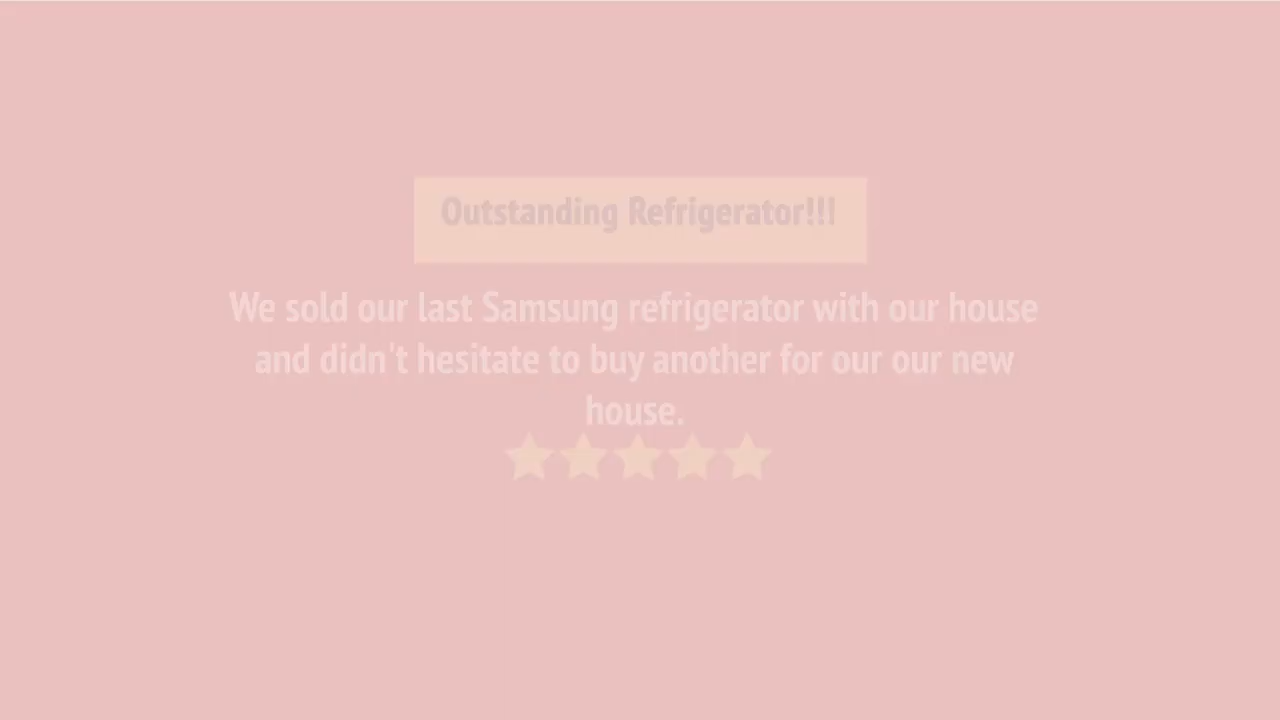 Outstanding Refrigerator!!!
We sold our last Samsung refrigerator with our house
and didn't hesitate to buy another for our our new
house.